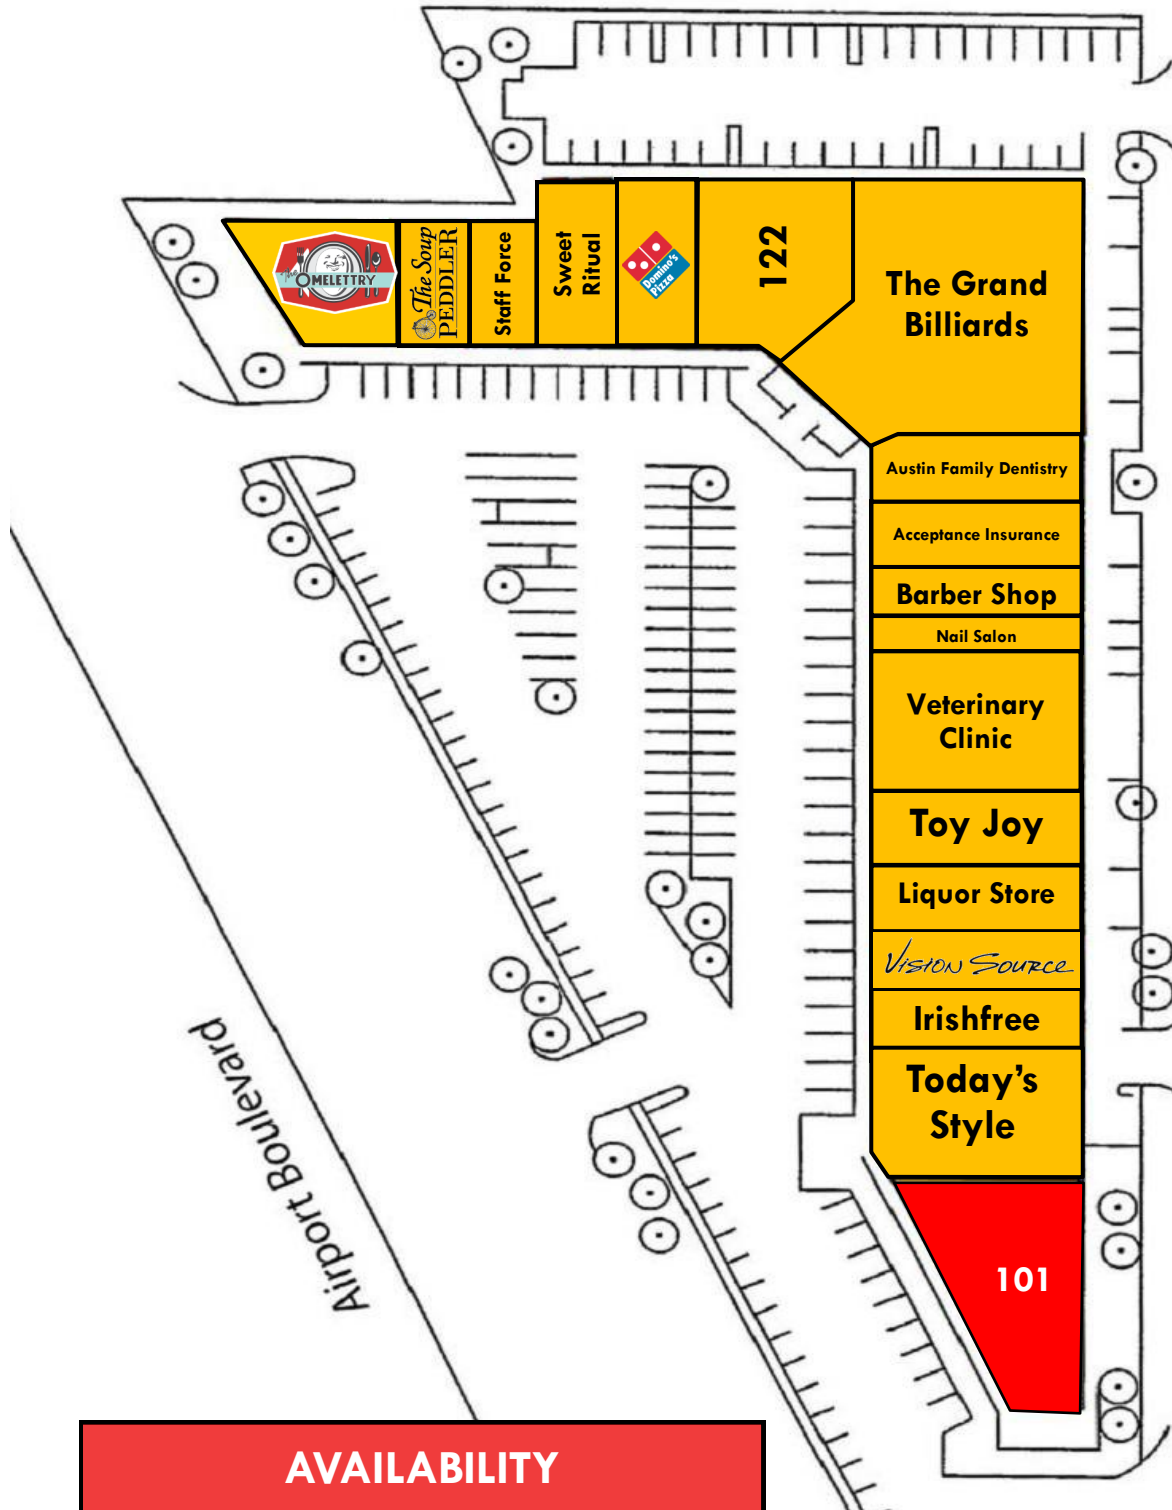 The
OMELETTRY
The Soup
PEDDLER
Staff Force
Sweet
Ritual
Domino's
Pizza
122
The Grand
Billiards
Austin Family Dentistry
Acceptance Insurance
Barber Shop
Nail Salon
Veterinary
Clinic
Toy Joy
Liquor Store
Vision Source
Irishfree
Today's
Style
101
Airport Boulevard
AVAILABILITY